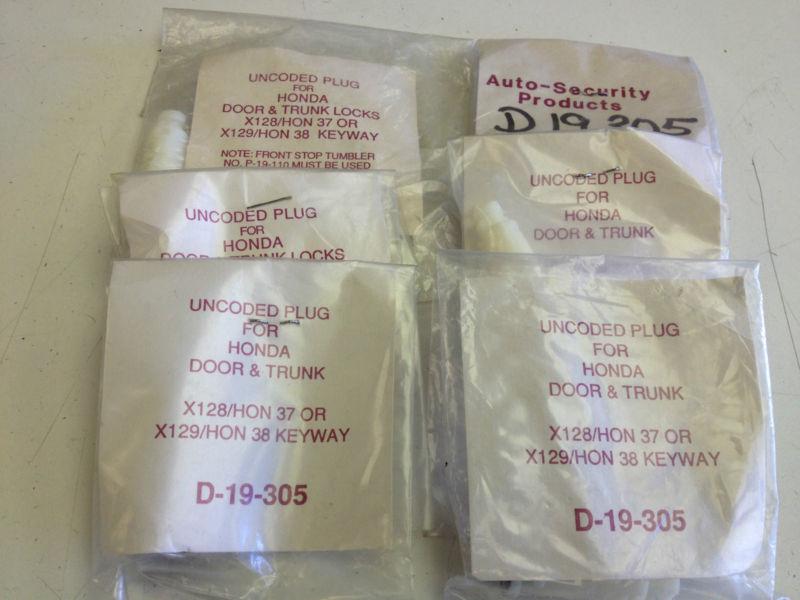 UNCODED PLUG
FOR
HONDA
DOOR & TRUNK LOCKS
X128/HON 37 OR
X129/HON 38 KEYWAY
NOTE: FRONT STOP TUMBLER
NO. P-19-110 MUST BE USED
Auto-Security
Products
D 19 305
UNCODED PLUG
FOR
HONDA
DOOR & TRUNK LOCKS
UNCODED PLUG
FOR
HONDA
DOOR & TRUNK
UNCODED PLUG
FOR
HONDA
DOOR & TRUNK
X128/HON 37 OR
X129/HON 38 KEYWAY
D-19-305
UNCODED PLUG
FOR
HONDA
DOOR & TRUNK
X128/HON 37 OR
X129/HON 38 KEYWAY
D-19-305